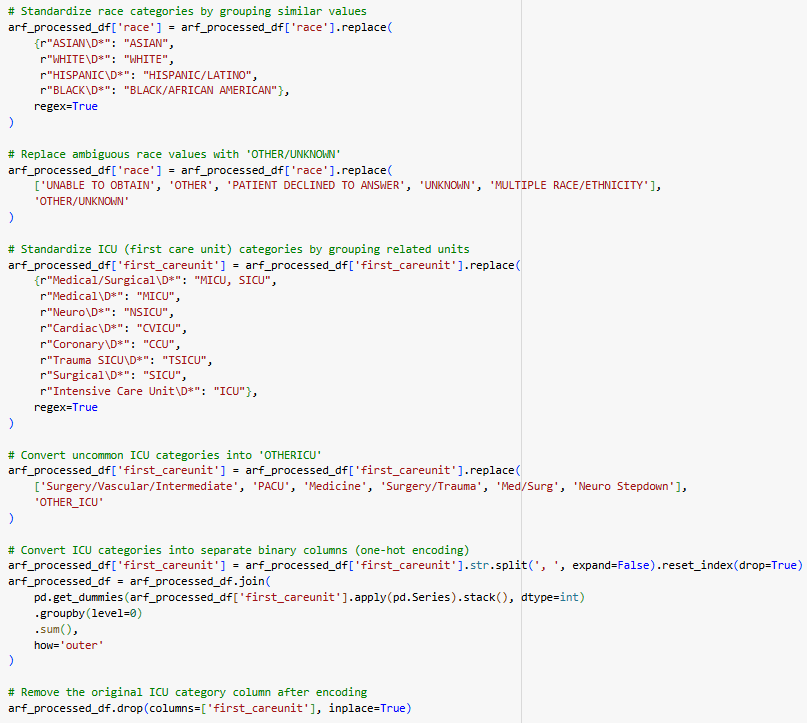 # Standardize race categories by grouping similar values
arf_processed_df['race'] = arf_processed_df['race'].replace(
    {r"ASIAN\D*": "ASIAN",
     r"WHITE\D*": "WHITE",
     r"HISPANIC\D*": "HISPANIC/LATINO",
     r"BLACK\D*": "BLACK/AFRICAN AMERICAN"},
    regex=True
)

# Replace ambiguous race values with 'OTHER/UNKNOWN'
arf_processed_df['race'] = arf_processed_df['race'].replace(
    ['UNABLE TO OBTAIN', 'OTHER', 'PATIENT DECLINED TO ANSWER', 'UNKNOWN', 'MULTIPLE RACE/ETHNICITY'],
    'OTHER/UNKNOWN'
)

# Standardize ICU (first care unit) categories by grouping related units
arf_processed_df['first_careunit'] = arf_processed_df['first_careunit'].replace(
    {r"Medical/Surgical\D*": "MICU, SICU",
     r"Medical\D*": "MICU",
     r"Neuro\D*": "NSICU",
     r"Cardiac\D*": "CVICU",
     r"Coronary\D*": "CCU",
     r"Trauma SICU\D*": "TSICU",
     r"Surgical\D*": "SICU",
     r"Intensive Care Unit\D*": "ICU"},
    regex=True
)

# Convert uncommon ICU categories into 'OTHERICU'
arf_processed_df['first_careunit'] = arf_processed_df['first_careunit'].replace(
    ['Surgery/Vascular/Intermediate', 'PACU', 'Medicine', 'Surgery/Trauma', 'Med/Surg', 'Neuro Stepdown'],
    'OTHER_ICU'
)

# Convert ICU categories into separate binary columns (one-hot encoding)
arf_processed_df['first_careunit'] = arf_processed_df['first_careunit'].str.split(', ', expand=False).reset_index(drop=True)
arf_processed_df = arf_processed_df.join(
    pd.get_dummies(arf_processed_df['first_careunit'].apply(pd.Series).stack(), dtype=int)
    .groupby(level=0)
    .sum(),
    how='outer'
)

# Remove the original ICU category column after encoding
arf_processed_df.drop(columns=['first_careunit'], inplace=True)